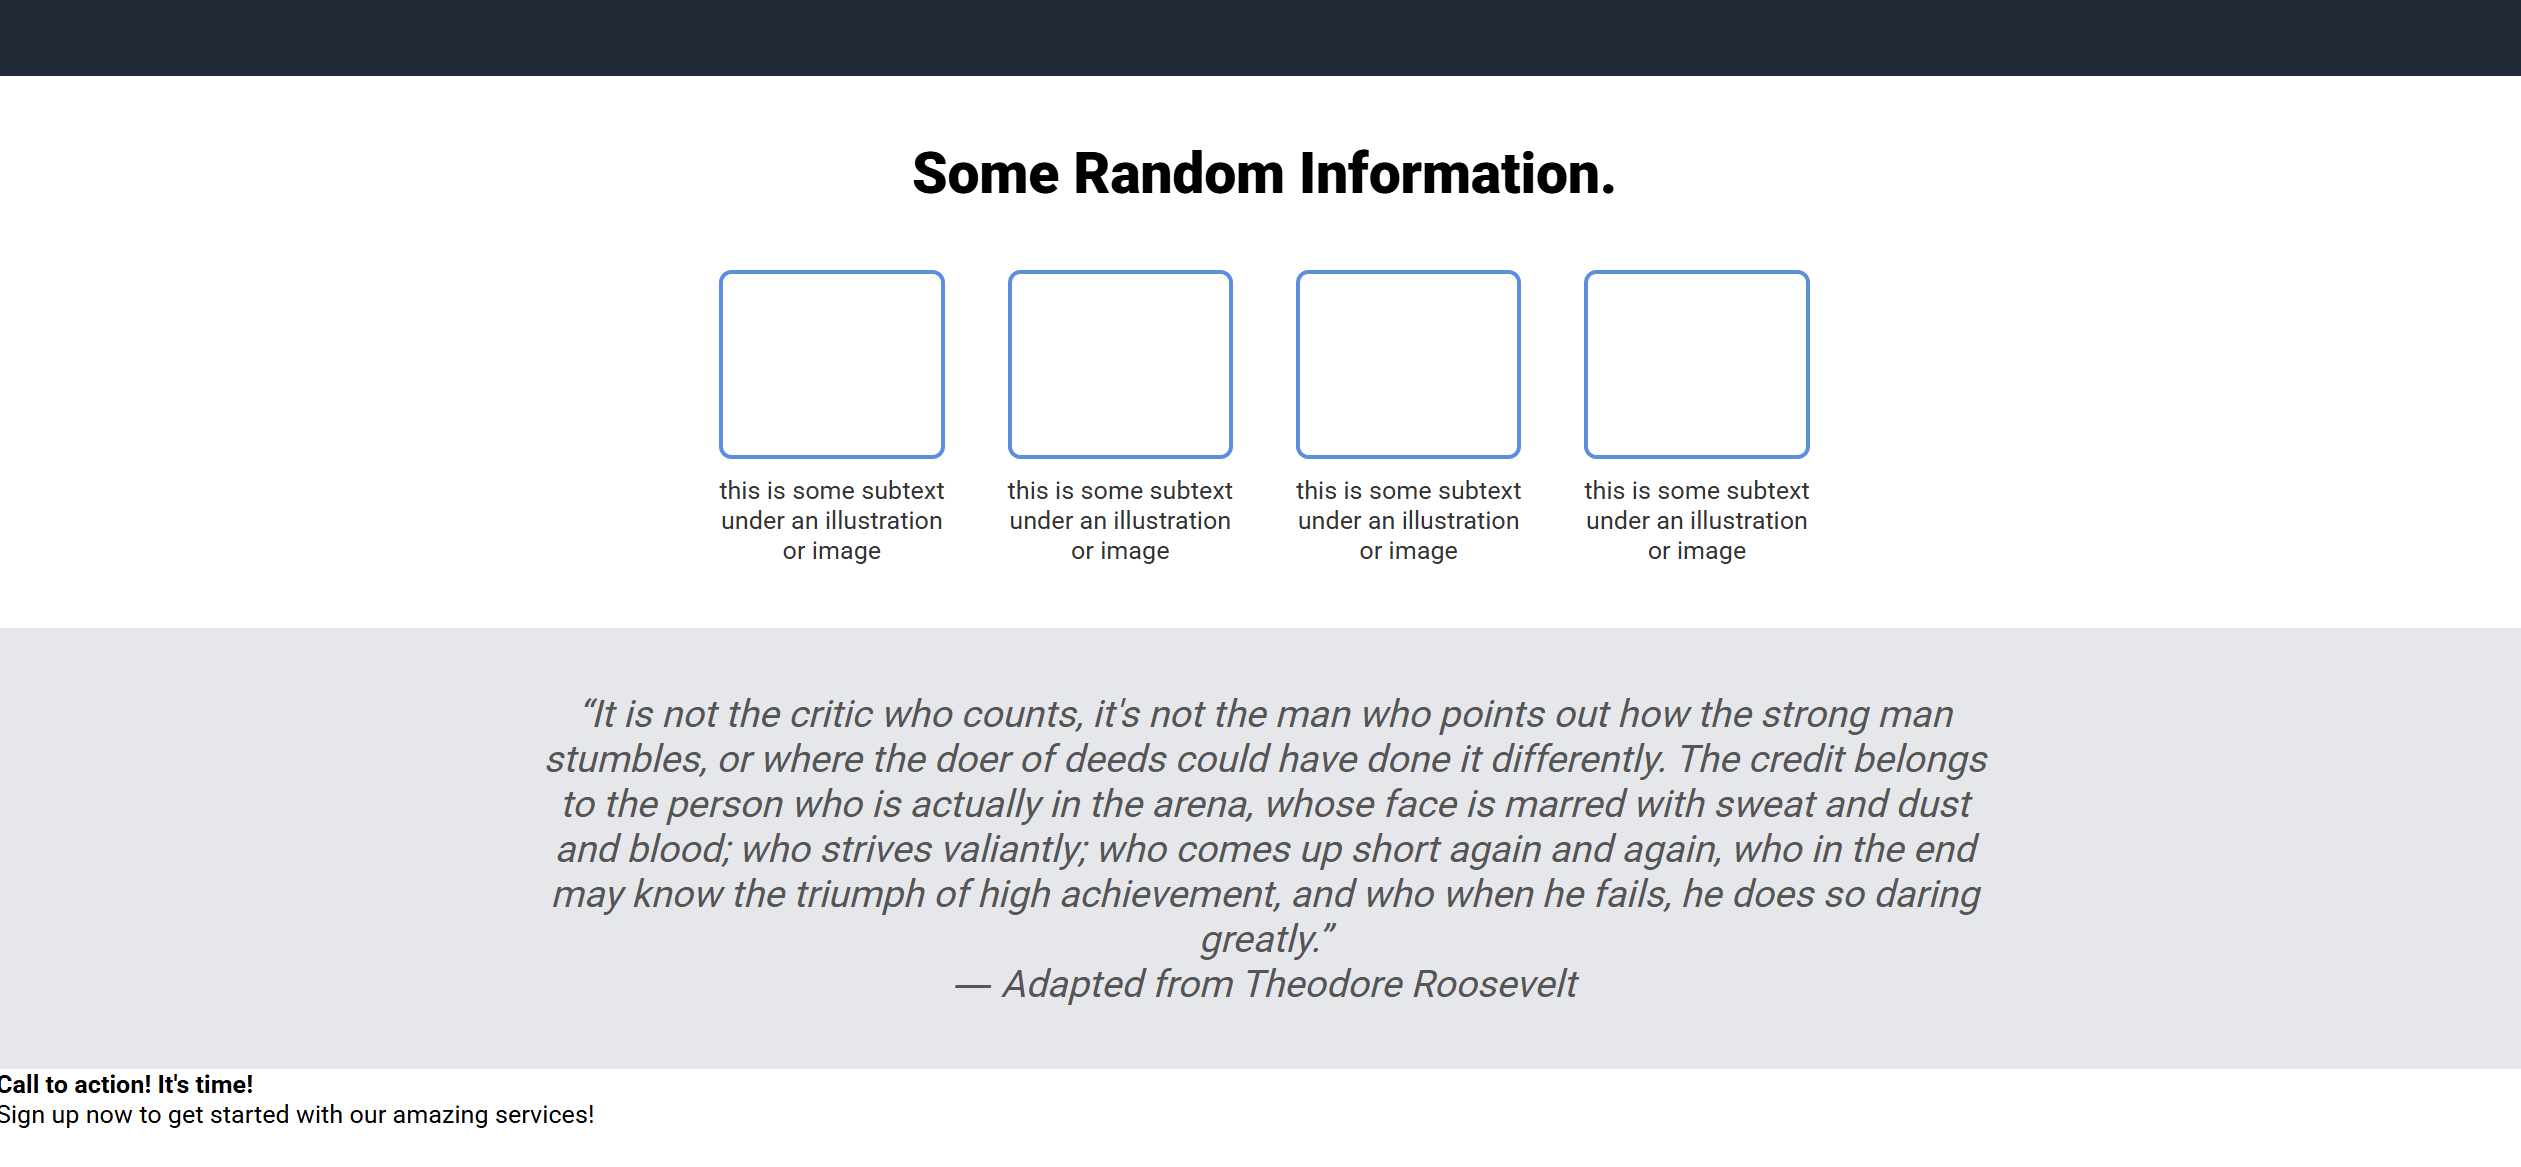 Some Random Information.
this is some subtext
under an illustration
or image
this is some subtext
under an illustration
or image
this is some subtext
under an illustration
or image
this is some subtext
under an illustration
or image
“It is not the critic who counts, it's not the man who points out how the strong man
stumbles, or where the doer of deeds could have done it differently. The credit belongs
to the person who is actually in the arena, whose face is marred with sweat and dust
and blood; who strives valiantly; who comes up short again and again, who in the end
may know the triumph of high achievement, and who when he fails, he does so daring
greatly.”
— Adapted from Theodore Roosevelt
Call to action! It's time!
Sign up now to get started with our amazing services!